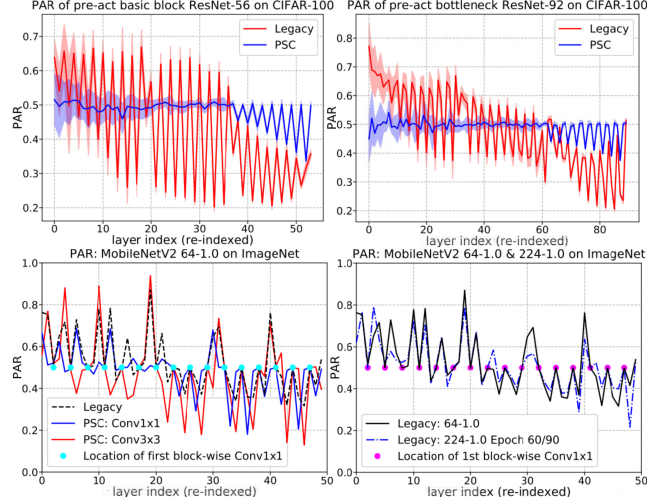 PAR of pre-act basic block ResNet-56 on CIFAR-100
Legacy
PSC
PAR
0.7
0.6
0.5
0.4
0.3
0.2
0 10 20 30 40 50
layer index (re-indexed)
PAR of pre-act bottleneck ResNet-92 on CIFAR-100
Legacy
PSC
PAR
0.8
0.7
0.6
0.5
0.4
0.3
0.2
0 20 40 60 80
layer index (re-indexed)
PAR: MobileNetV2 64-1.0 on ImageNet
PAR
1.0
0.8
0.6
0.4
0.2
0.0
Legacy
PSC: Conv1x1
PSC: Conv3x3
Location of first block-wise Conv1x1
0 10 20 30 40 50
layer index (re-indexed)
PAR: MobileNetV2 64-1.0 & 224-1.0 on ImageNet
PAR
1.0
0.8
0.6
0.4
0.2
0.0
Legacy: 64-1.0
Legacy: 224-1.0 Epoch 60/90
Location of 1st block-wise Conv1x1
0 10 20 30 40 50
layer index (re-indexed)